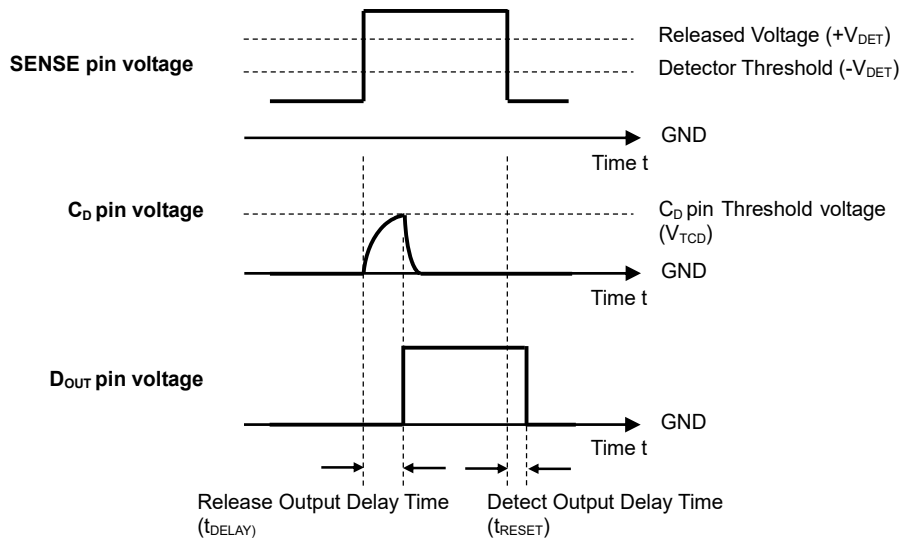 Released Voltage (+VDET)
SENSE pin voltage
Detector Threshold (-VDET)
GND
Time t
CD pin voltage
CD pin Threshold voltage
(VTCD)
GND
Time t
DOUT pin voltage
GND
Time t
Release Output Delay Time
(tDELAY)
Detect Output Delay Time
(tRESET)